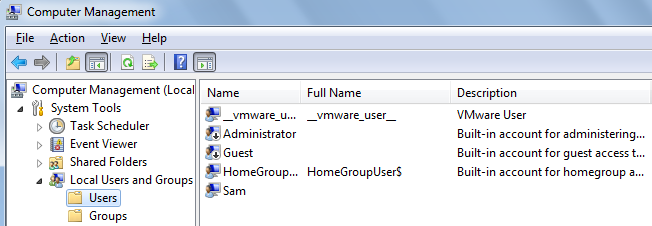 Computer Management
File Action View Help
Computer Management (Local
System Tools
Task Scheduler
Event Viewer
Shared Folders
Local Users and Groups
Users
Groups
Name Full Name Description
__vmware_u... __vmware_user__ VMware User
Administrator Built-in account for administering...
Guest Built-in account for guest access t...
HomeGroup... HomeGroupUser$ Built-in account for homegroup a...
Sam